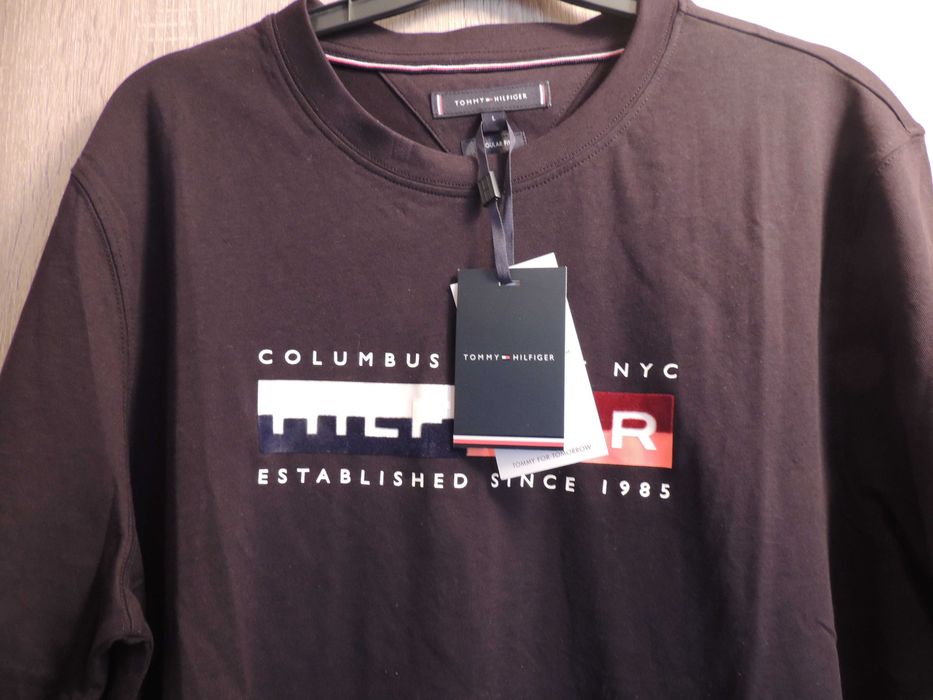 TOMMY HILFIGER
L
TOMMY HILFIGER
COLUMBUS NYC
R
TOMMY FOR TOMORROW
ESTABLISHED SINCE 1985